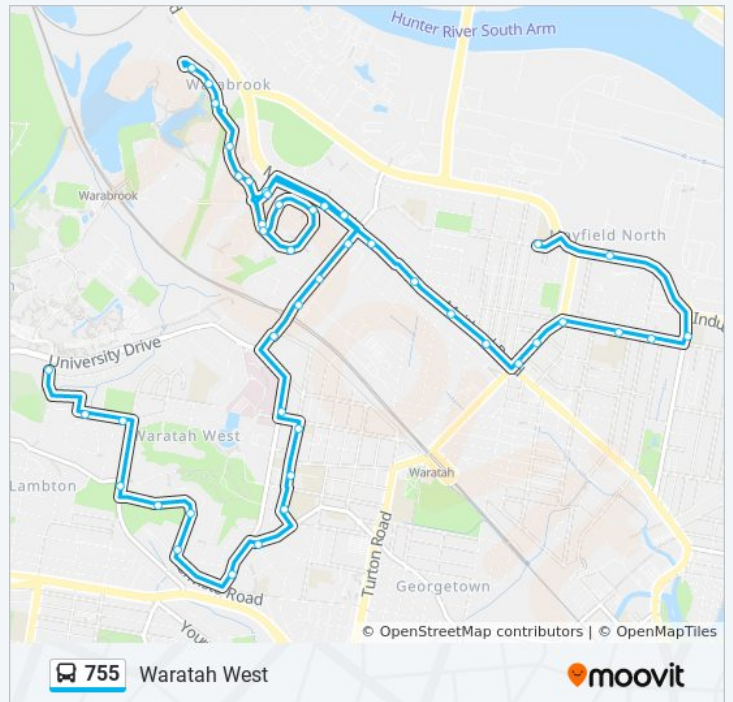 Hunter River South Arm
Warabrook
Warabrook
Mayfield North
University Drive
Waratah West
Lambton
Waratah
Turton Road
Georgetown
Road
© OpenStreetMap contributors | © OpenMapTiles
755 Waratah West
moovit